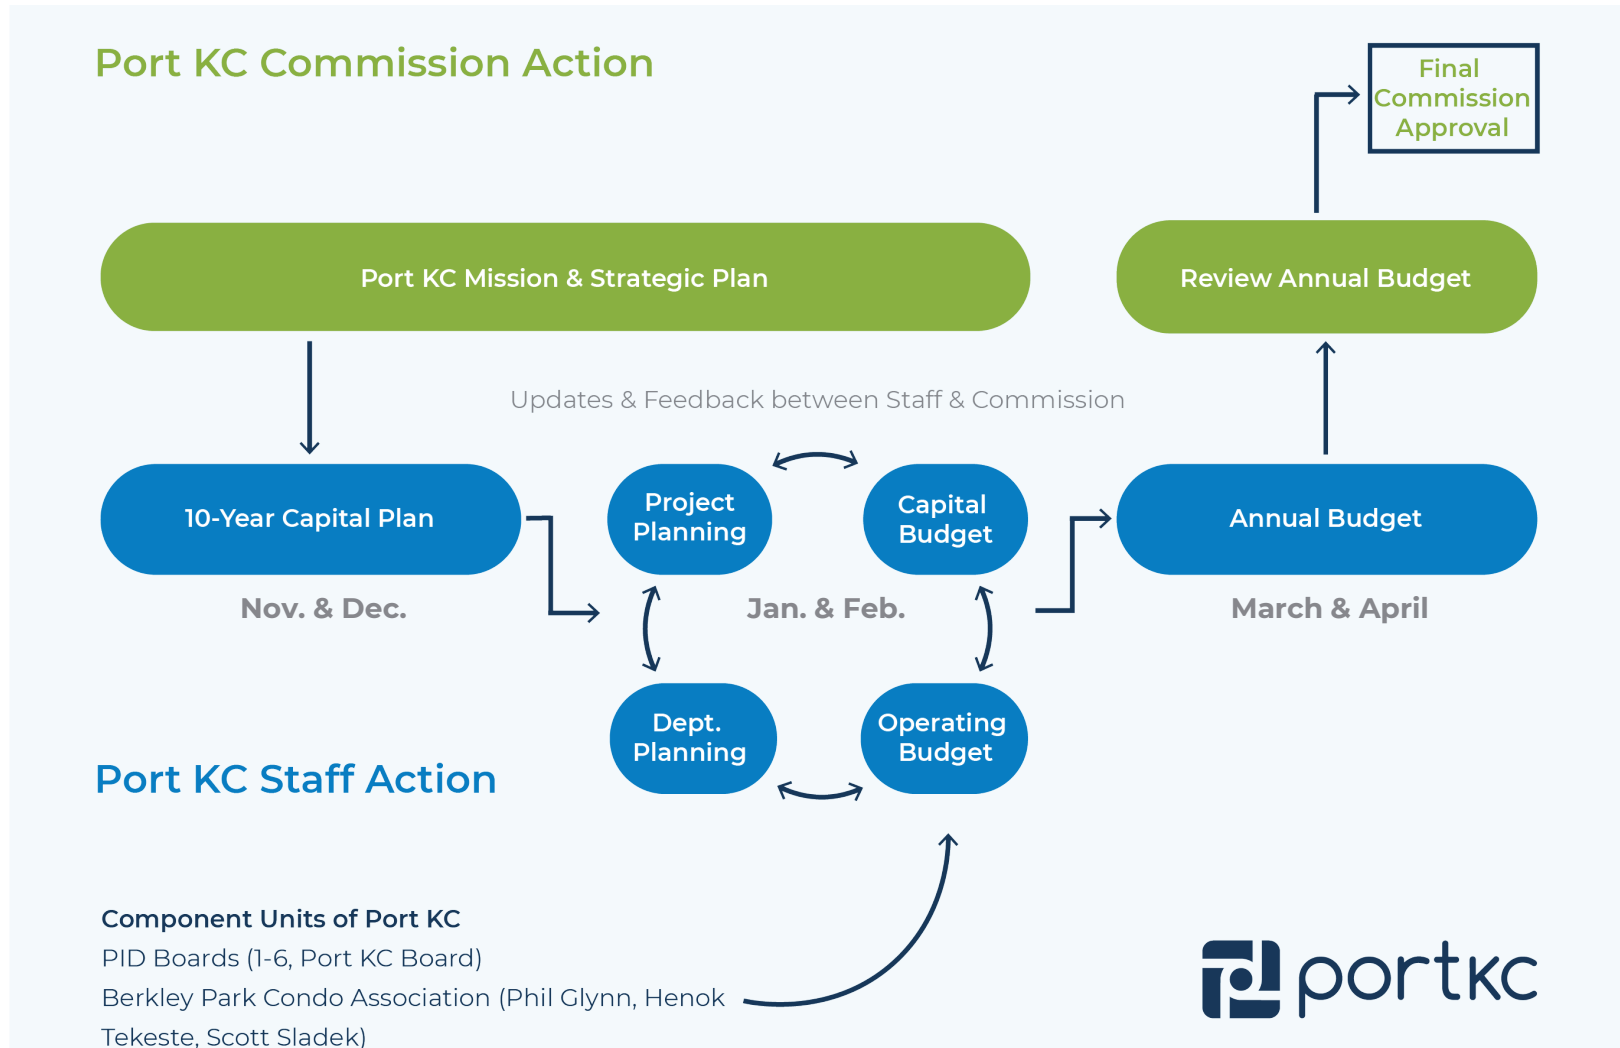 Port KC Commission Action
Final
Commission
Approval
Port KC Mission & Strategic Plan
Review Annual Budget
Updates & Feedback between Staff & Commission
10-Year Capital Plan
Project
Planning
Capital
Budget
Annual Budget
Nov. & Dec.
Jan. & Feb.
March & April
Dept.
Planning
Operating
Budget
Port KC Staff Action
Component Units of Port KC
PID Boards (1-6, Port KC Board)
Berkley Park Condo Association (Phil Glynn, Henok
Tekeste, Scott Sladek)
portKC